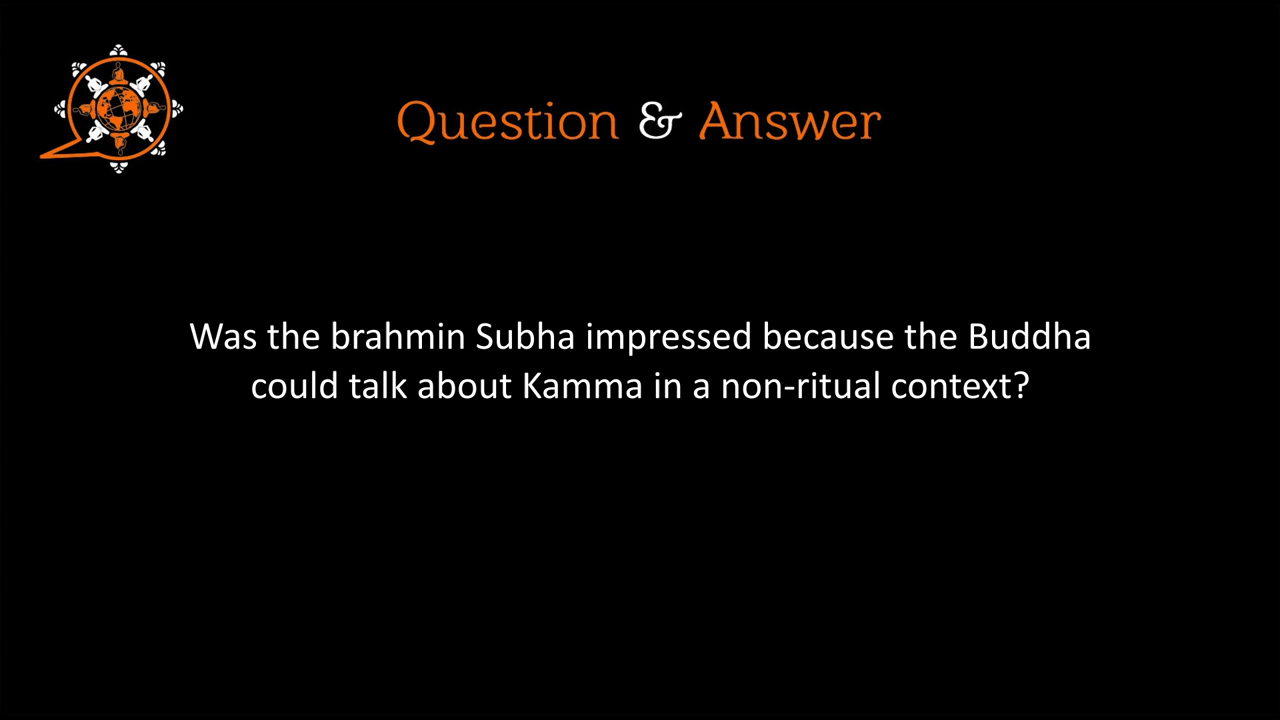 Question & Answer
Was the brahmin Subha impressed because the Buddha
could talk about Kamma in a non-ritual context?